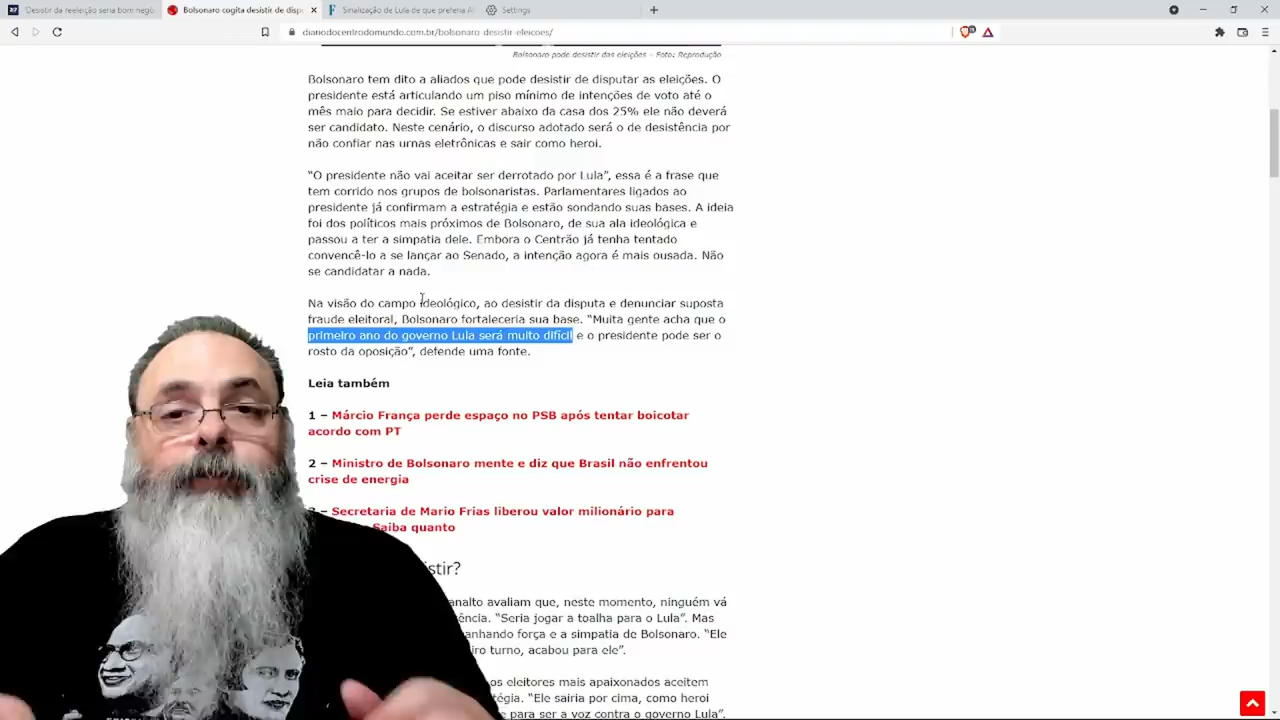 Desistir da reeleição seria bom negó
Bolsonaro cogita desistir de disp
Sinalização de Lula de que preferia Al
Settings
diariodocentrodomundo.com.br/bolsonaro-desistir-eleicoes/
Bolsonaro pode desistir das eleições – Foto: Reprodução
Bolsonaro tem dito a aliados que pode desistir de disputar as eleições. O
presidente está articulando um piso mínimo de intenções de voto até o
mês maio para decidir. Se estiver abaixo da casa dos 25% ele não deverá
ser candidato. Neste cenário, o discurso adotado será o de desistência por
não confiar nas urnas eletrônicas e sair como heroi.
“O presidente não vai aceitar ser derrotado por Lula”, essa é a frase que
tem corrido nos grupos de bolsonaristas. Parlamentares ligados ao
presidente já confirmam a estratégia e estão sondando suas bases. A ideia
foi dos políticos mais próximos de Bolsonaro, de sua ala ideológica e
passou a ter a simpatia dele. Embora o Centrão já tenha tentado
convencê-lo a se lançar ao Senado, a intenção agora é mais ousada. Não
se candidatar a nada.
Na visão do campo ideológico, ao desistir da disputa e denunciar suposta
fraude eleitoral, Bolsonaro fortaleceria sua base. “Muita gente acha que o
primeiro ano do governo Lula será muito difícil e o presidente pode ser o
rosto da oposição”, defende uma fonte.
Leia também
1 – Márcio França perde espaço no PSB após tentar boicotar
acordo com PT
2 – Ministro de Bolsonaro mente e diz que Brasil não enfrentou
crise de energia
3 – Secretaria de Mario Frias liberou valor milionário para
Saiba quanto
stir?
analto avaliam que, neste momento, ninguém vá
ência. “Seria jogar a toalha para o Lula”. Mas
anhando força e a simpatia de Bolsonaro. “Ele
iro turno, acabou para ele”.
os eleitores mais apaixonados aceitem
tégia. “Ele sairia por cima, como heroi
e para ser a voz contra o governo Lula”.